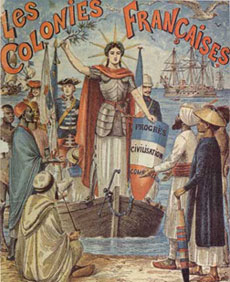 LES
COLONIES FRANÇAISES
PROGRÈS
CIVILISATION